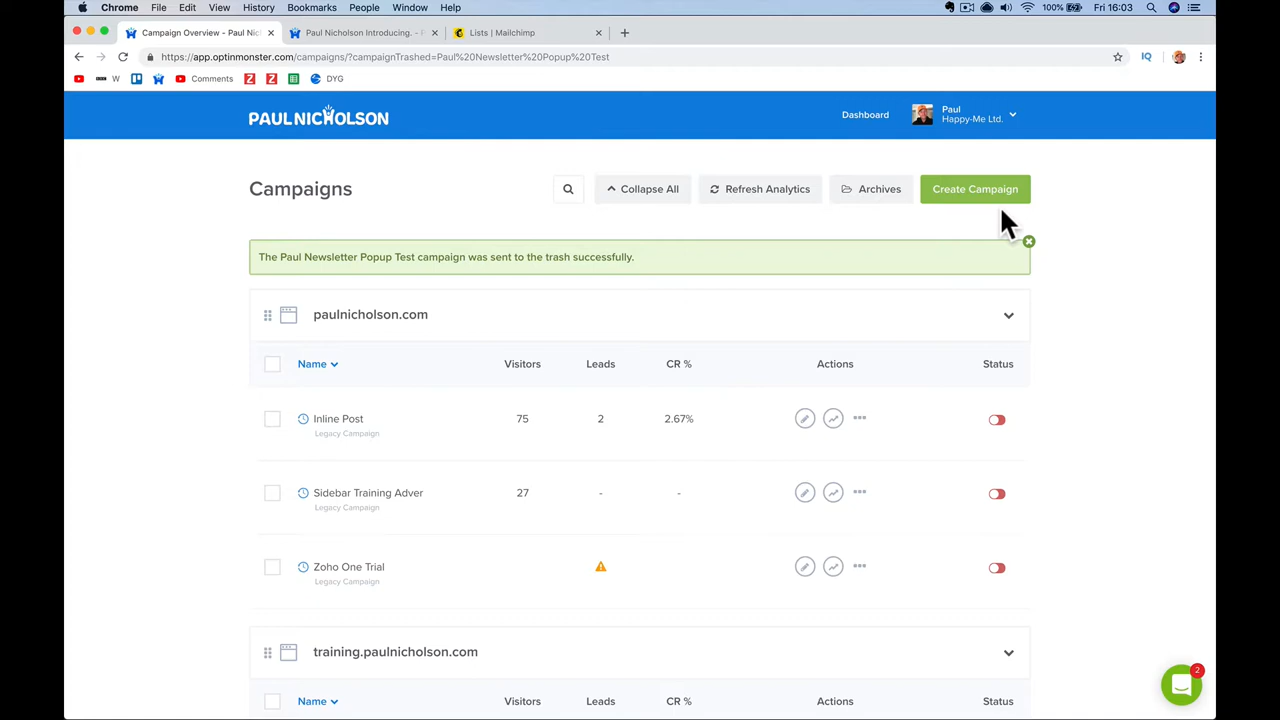 Chrome File Edit View History Bookmarks People Window Help 100% Fri 16:03
Campaign Overview - Paul Nic Paul Nicholson Introducing. - Lists | Mailchimp
https://app.optinmonster.com/campaigns/?campaignTrashed=Paul%20Newsletter%20Popup%20Test IQ
W Comments Z Z DYG
PAUL NICHOLSON
Dashboard
Paul
Happy-Me Ltd.
Campaigns
Collapse All Refresh Analytics Archives Create Campaign
The Paul Newsletter Popup Test campaign was sent to the trash successfully.
paulnicholson.com
Name Visitors Leads CR % Actions Status
Inline Post 75 2 2.67%
Legacy Campaign
Sidebar Training Adver 27 - -
Legacy Campaign
Zoho One Trial
Legacy Campaign
training.paulnicholson.com
2
Name Visitors Leads CR % Actions Status